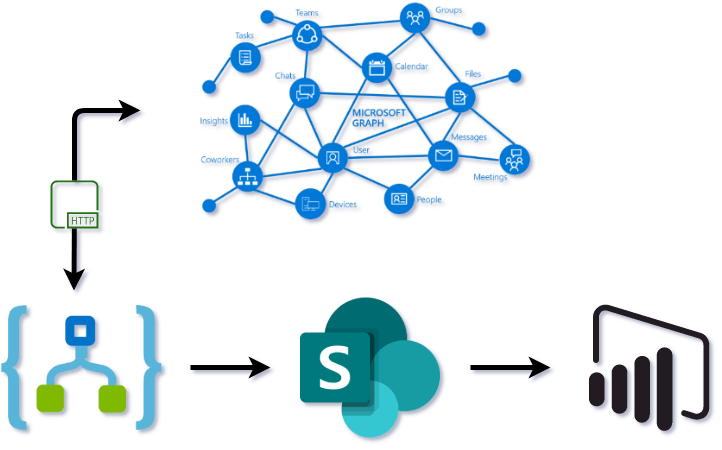 Teams
Groups
Tasks
Calendar
Chats
Files
Insights
MICROSOFT
GRAPH
Messages
User
Coworkers
Meetings
Devices
People
HTTP
S